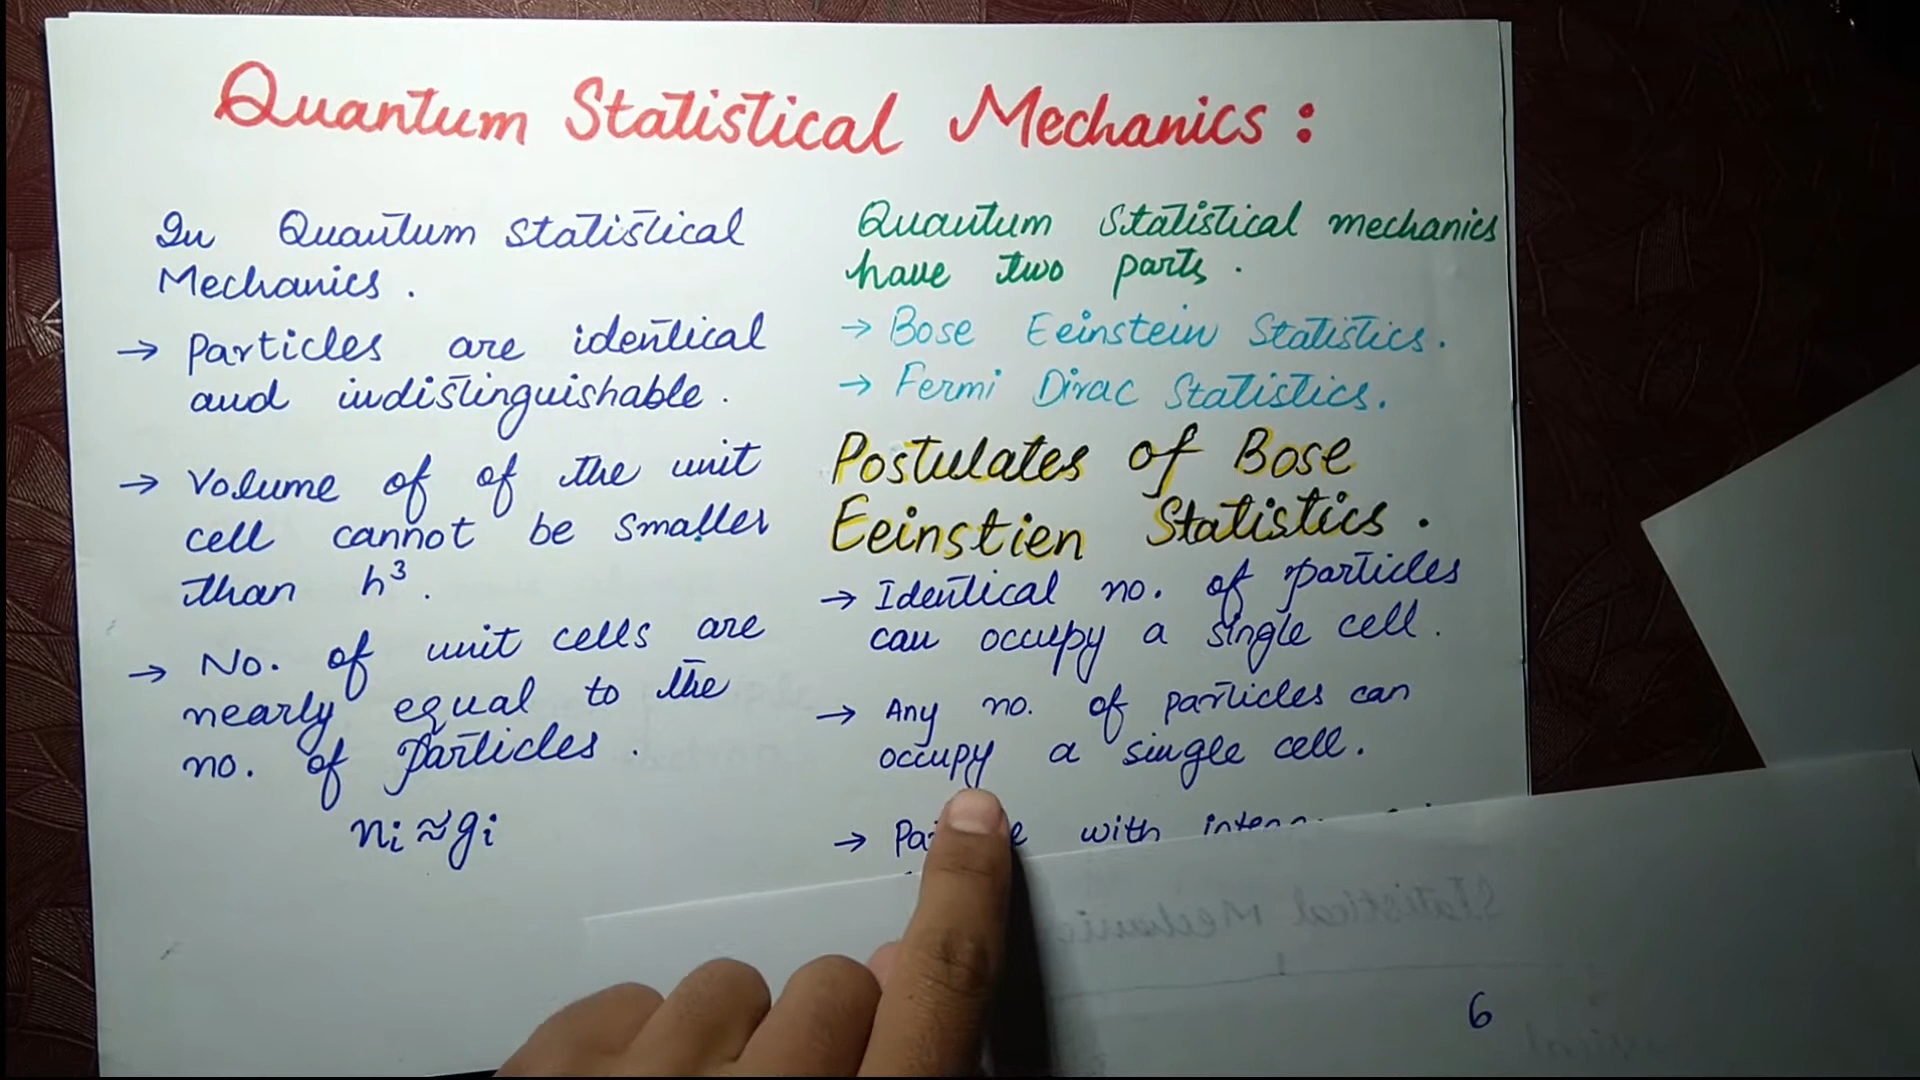 Quantum Statistical Mechanics :
In Quantum Statistical
Mechanics .
→ Particles are identical
and indistinguishable .
→ Volume of of the unit
cell cannot be smaller
than h³ .
→ No. of unit cells are
nearly equal to the
no. of particles .
nᵢ ≈ gᵢ
Quantum Statistical mechanics
have two parts .
→ Bose Eeinstein Statistics .
→ Fermi Dirac Statistics .
Postulates of Bose
Eeinstien Statistics .
→ Identical no. of particles
can occupy a single cell .
→ Any no. of particles can
occupy a single cell .
→ with
Statistical
6